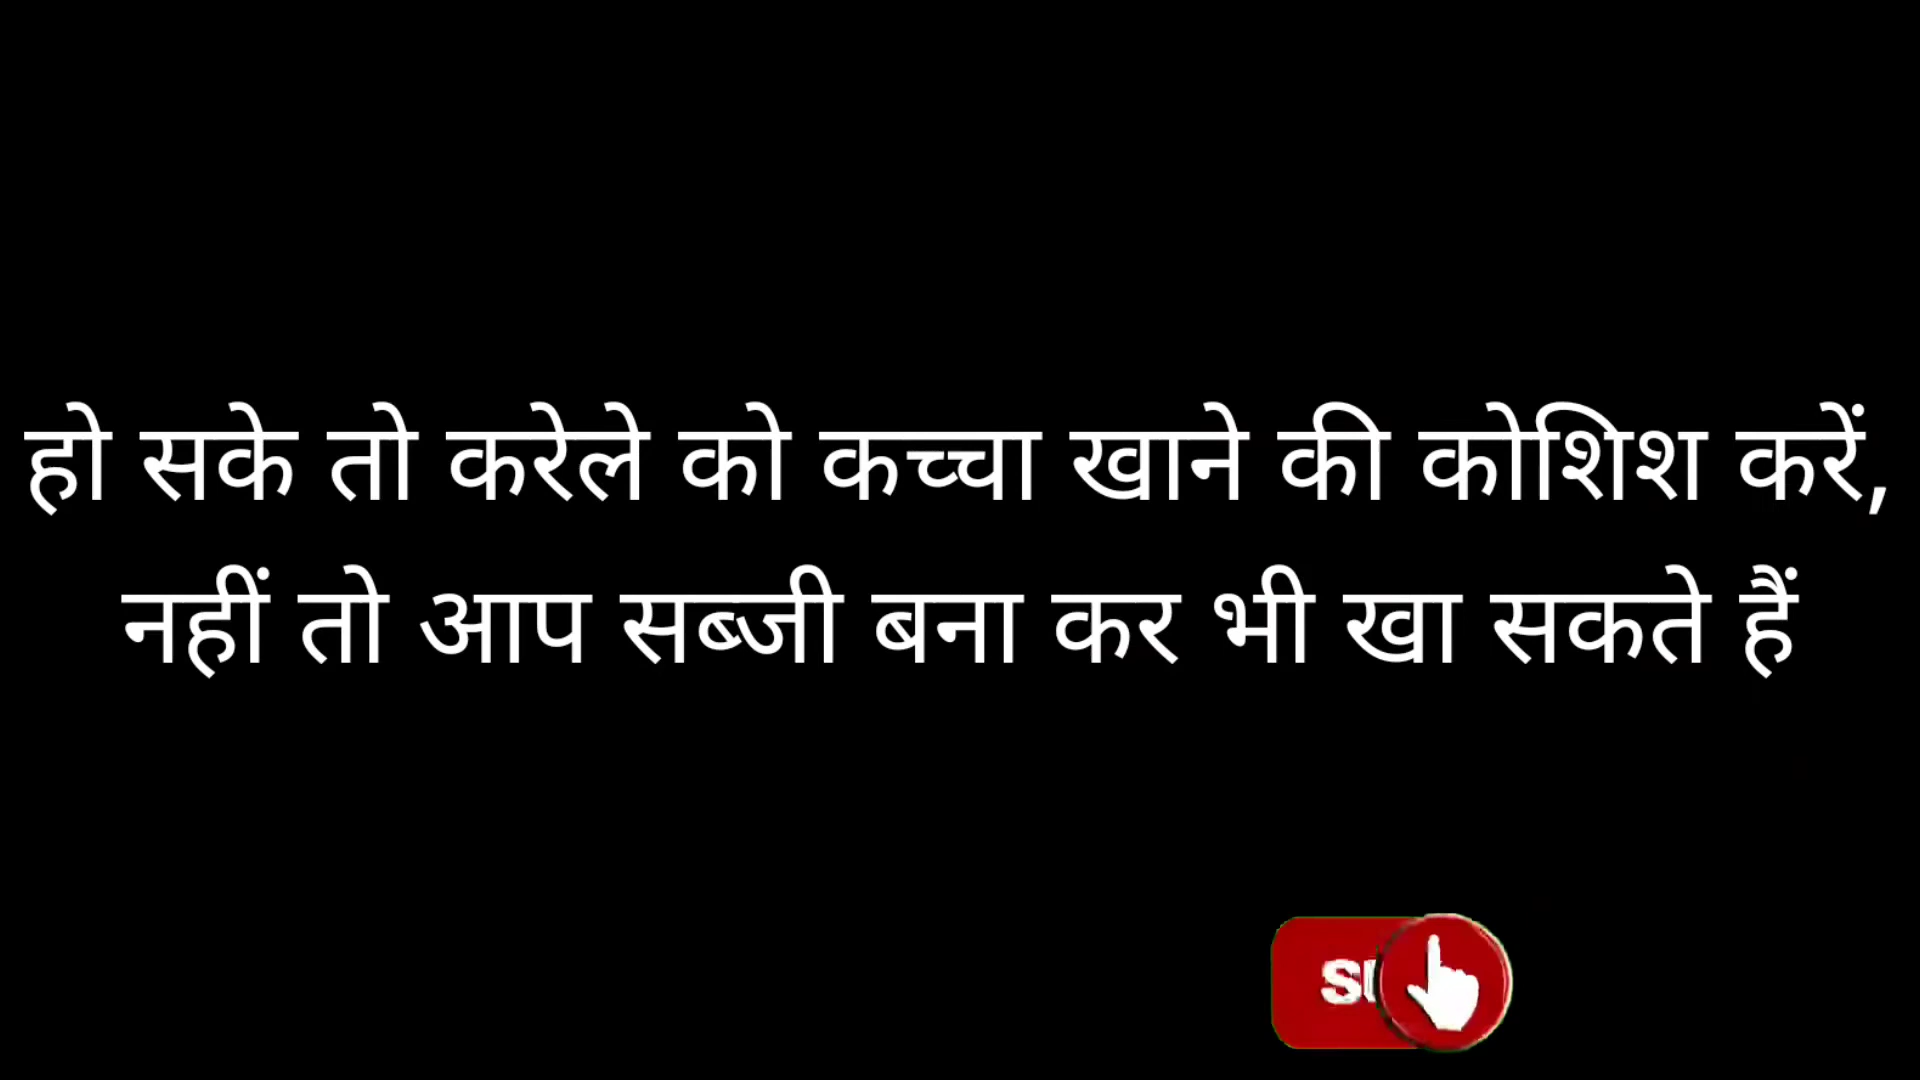 हो सके तो करेले को कच्चा खाने की कोशिश करें,
नहीं तो आप सब्जी बना कर भी खा सकते हैं